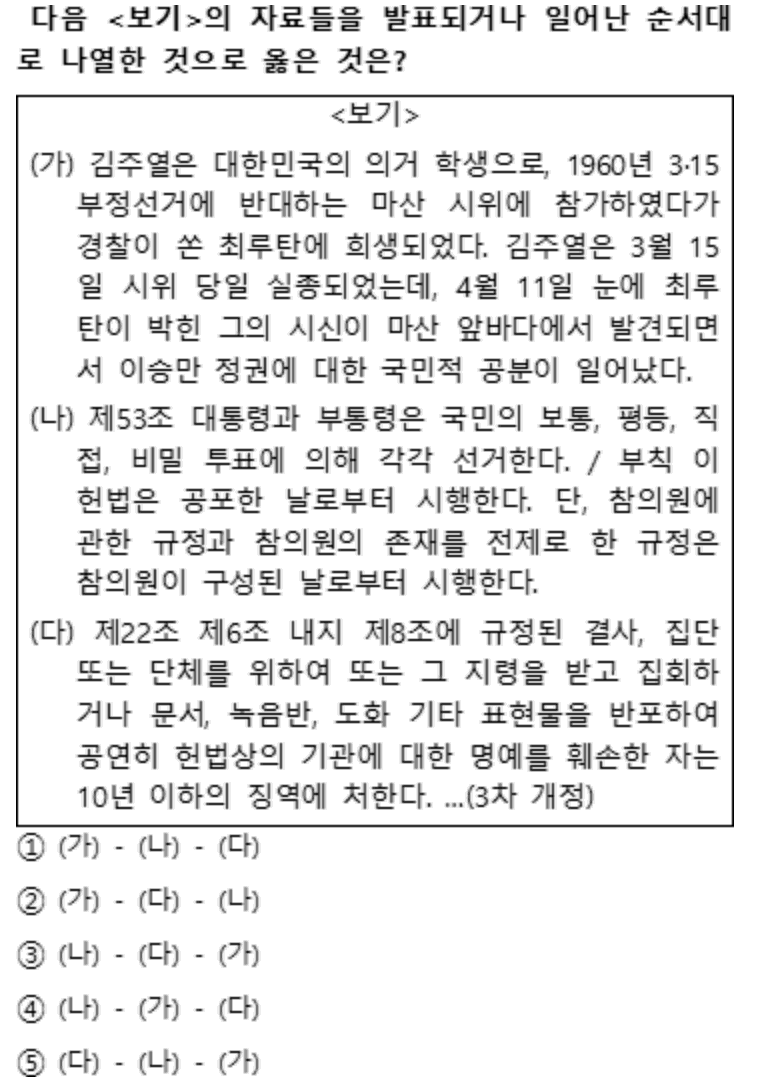 다음 <보기>의 자료들을 발표되거나 일어난 순서대
로 나열한 것으로 옳은 것은?
<보기>
(가) 김주열은 대한민국의 의거 학생으로, 1960년 3·15
부정선거에 반대하는 마산 시위에 참가하였다가
경찰이 쏜 최루탄에 희생되었다. 김주열은 3월 15
일 시위 당일 실종되었는데, 4월 11일 눈에 최루
탄이 박힌 그의 시신이 마산 앞바다에서 발견되면
서 이승만 정권에 대한 국민적 공분이 일어났다.
(나) 제53조 대통령과 부통령은 국민의 보통, 평등, 직
접, 비밀 투표에 의해 각각 선거한다. / 부칙 이
헌법은 공포한 날로부터 시행한다. 단, 참의원에
관한 규정과 참의원의 존재를 전제로 한 규정은
참의원이 구성된 날로부터 시행한다.
(다) 제22조 제6조 내지 제8조에 규정된 결사, 집단
또는 단체를 위하여 또는 그 지령을 받고 집회하
거나 문서, 녹음반, 도화 기타 표현물을 반포하여
공연히 헌법상의 기관에 대한 명예를 훼손한 자는
10년 이하의 징역에 처한다. ...(3차 개정)
① (가) - (나) - (다)
② (가) - (다) - (나)
③ (나) - (다) - (가)
④ (나) - (가) - (다)
⑤ (다) - (나) - (가)